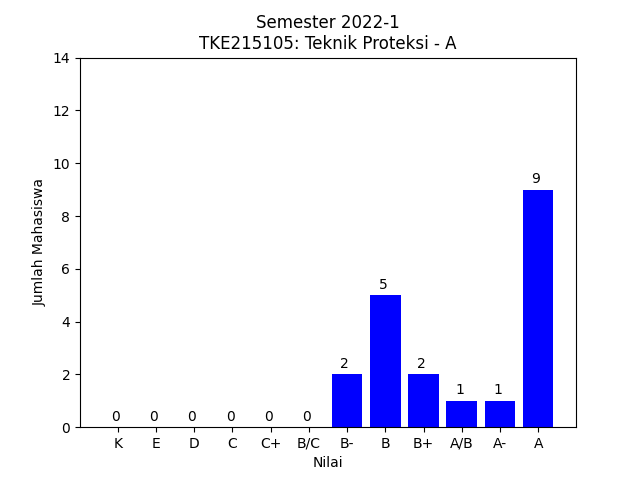 Semester 2022-1
TKE215105: Teknik Proteksi - A
Jumlah Mahasiswa
14
12
10
8
6
4
2
0
0 0 0 0 0 0 2 5 2 1 1 9
K E D C C+ B/C B- B B+ A/B A- A
Nilai